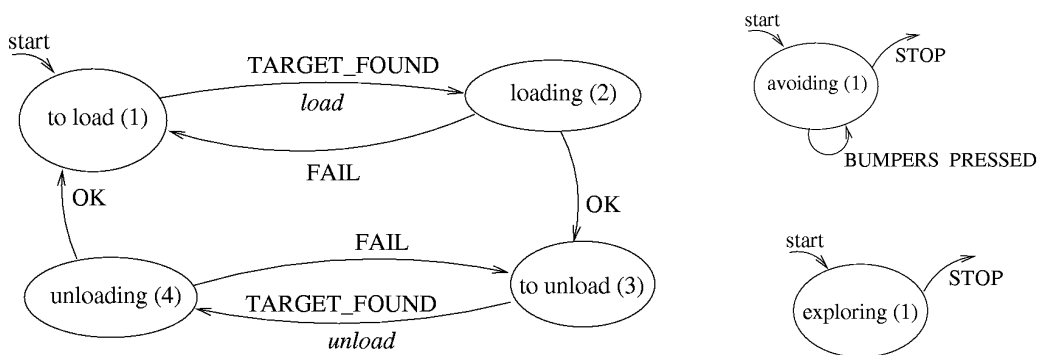 start
TARGET_FOUND
load
to load (1)
loading (2)
FAIL
OK
OK
FAIL
unloading (4)
TARGET_FOUND
unload
to unload (3)
start
STOP
avoiding (1)
BUMPERS PRESSED
start
STOP
exploring (1)